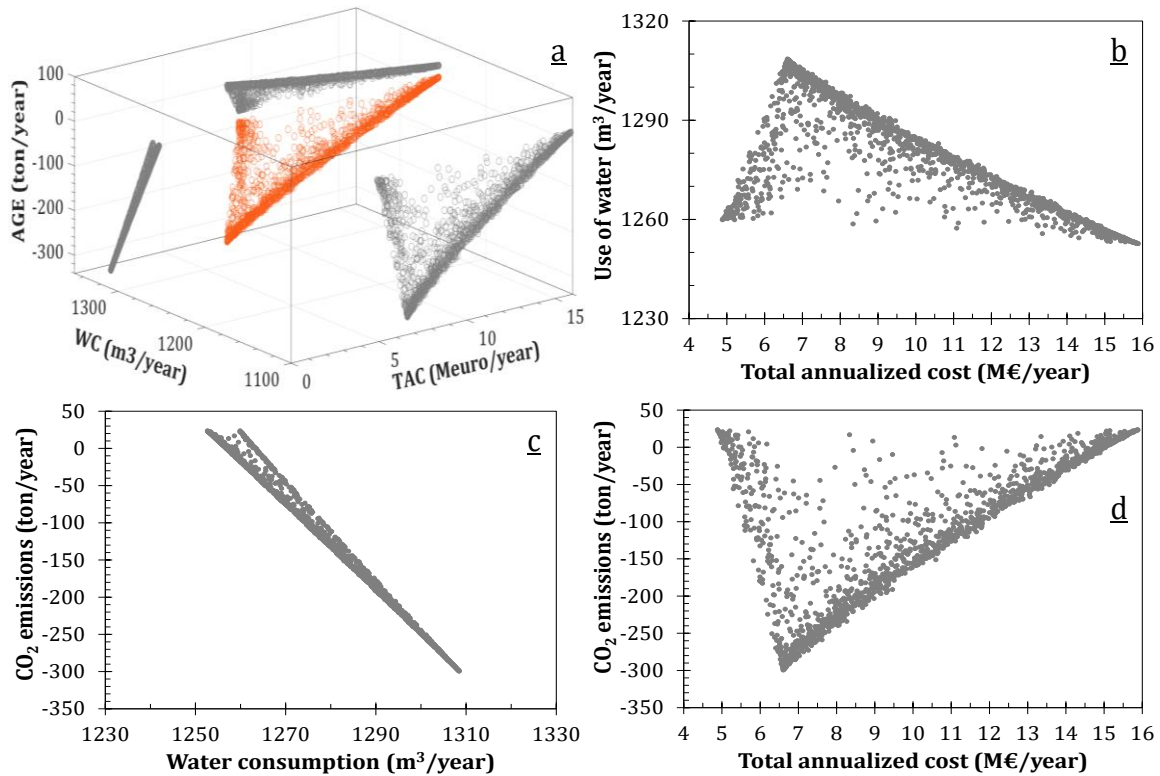 a
AGE (ton/year)
100
0
-100
-200
-300
1300
1200
1100
WC (m3/year)
0
5
10
15
TAC (Meuro/year)
b
Use of water (m³/year)
1320
1290
1260
1230
4 5 6 7 8 9 10 11 12 13 14 15 16
Total annualized cost (M€/year)
c
CO₂ emissions (ton/year)
50
0
-50
-100
-150
-200
-250
-300
-350
1230 1250 1270 1290 1310 1330
Water consumption (m³/year)
d
CO₂ emissions (ton/year)
50
0
-50
-100
-150
-200
-250
-300
-350
4 5 6 7 8 9 10 11 12 13 14 15 16
Total annualized cost (M€/year)